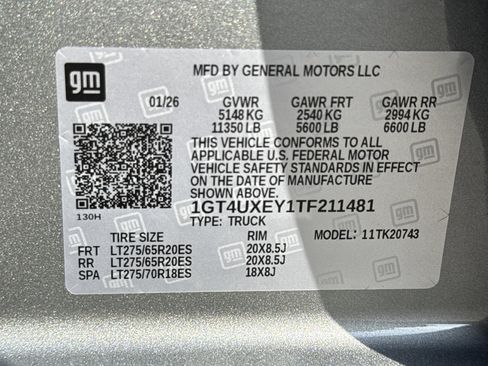 gm
MFD BY GENERAL MOTORS LLC
01/26 GVWR GAWR FRT GAWR RR
5148 KG 2540 KG 2994 KG
11350 LB 5600 LB 6600 LB
THIS VEHICLE CONFORMS TO ALL
APPLICABLE U.S. FEDERAL MOTOR
VEHICLE SAFETY STANDARDS IN EFFECT
ON THE DATE OF MANUFACTURE
SHOWN ABOVE.
130H
1GT4UXEY1TF211481
TYPE: TRUCK
TIRE SIZE RIM MODEL: 11TK20743
FRT LT275/65R20ES 20X8.5J
RR LT275/65R20ES 20X8.5J
SPA LT275/70R18ES 18X8J